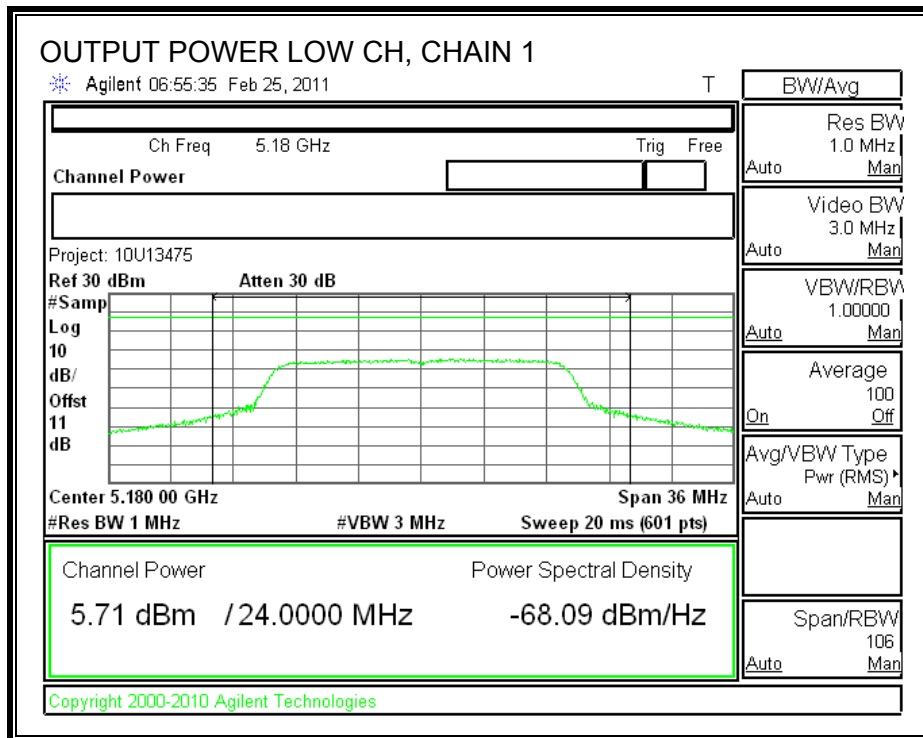 OUTPUT POWER LOW CH, CHAIN 1
Agilent 06:55:35 Feb 25, 2011 T
Ch Freq 5.18 GHz Trig Free
Channel Power
Project: 10U13475
Ref 30 dBm Atten 30 dB
#Samp
Log
10
dB/
Offst
11
dB
Center 5.180 00 GHz Span 36 MHz
#Res BW 1 MHz #VBW 3 MHz Sweep 20 ms (601 pts)
Channel Power Power Spectral Density
5.71 dBm / 24.0000 MHz -68.09 dBm/Hz
Copyright 2000-2010 Agilent Technologies
BW/Avg
Res BW
1.0 MHz
Auto Man
Video BW
3.0 MHz
Auto Man
VBW/RBW
1.00000
Auto Man
Average
100
On Off
Avg/VBW Type
Pwr (RMS)
Auto Man
Span/RBW
106
Auto Man